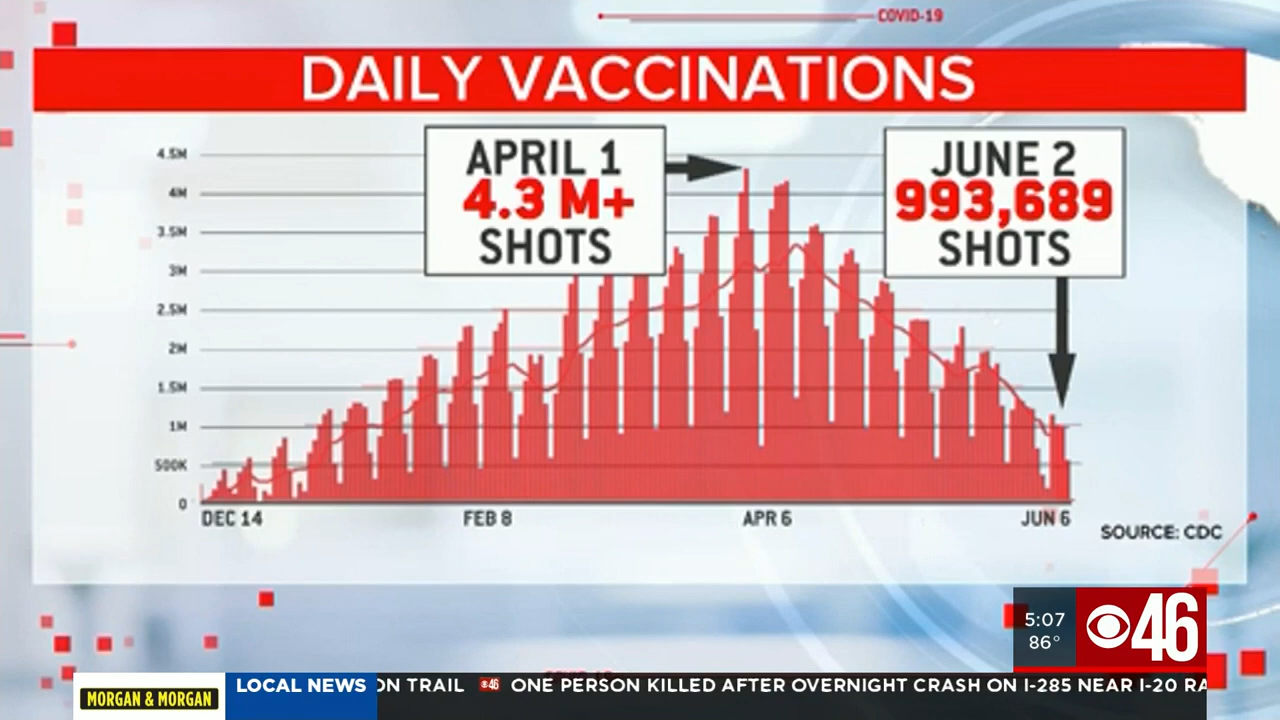 COVID-19
DAILY VACCINATIONS
APRIL 1
4.3 M+
SHOTS
JUNE 2
993,689
SHOTS
4.5M
4M
3.5M
3M
2.5M
2M
1.5M
1M
500K
0
DEC 14
FEB 8
APR 6
JUN 6
SOURCE: CDC
5:07
86°
46
MORGAN & MORGAN
LOCAL NEWS
ON TRAIL
46
ONE PERSON KILLED AFTER OVERNIGHT CRASH ON I-285 NEAR I-20 RA